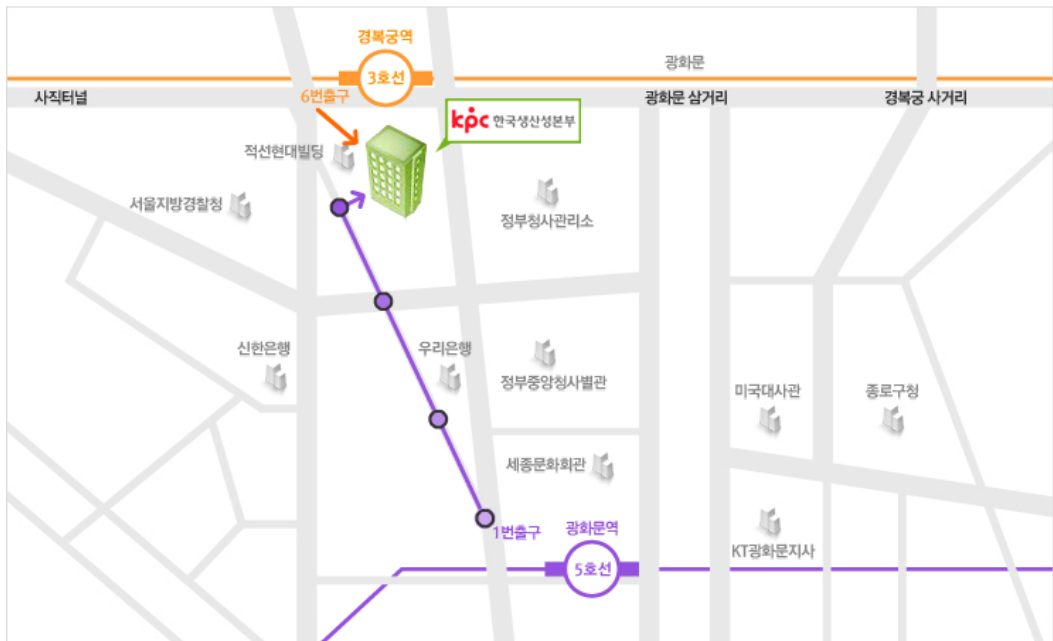 경복궁역
3호선
광화문
사직터널
6번출구
광화문 삼거리
경복궁 사거리
kpc 한국생산성본부
적선현대빌딩
서울지방경찰청
정부청사관리소
신한은행
우리은행
정부중앙청사별관
미국대사관
종로구청
세종문화회관
1번출구
광화문역
5호선
KT광화문지사